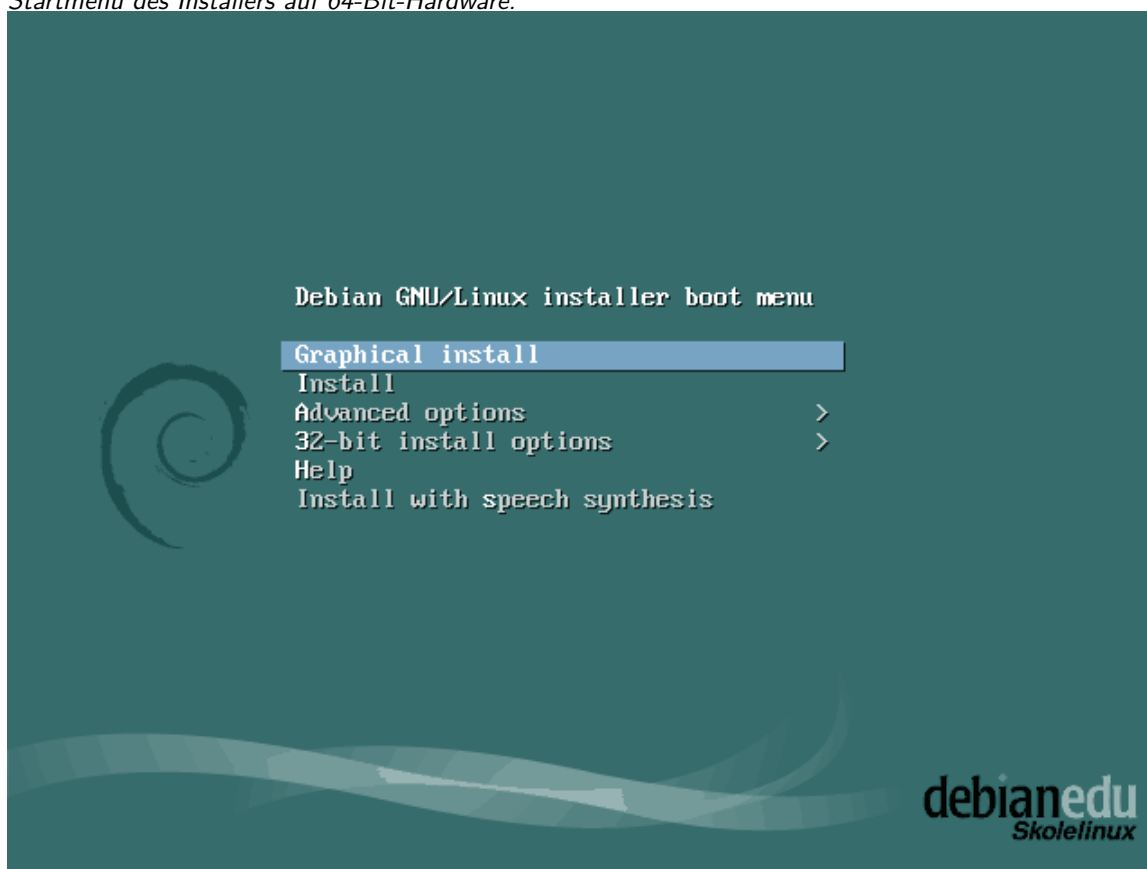 Startmenü des Installers auf 64-Bit-Hardware:
Debian GNU/Linux installer boot menu
Graphical install
Install
Advanced options >
32-bit install options >
Help
Install with speech synthesis
debianedu
Skolelinux